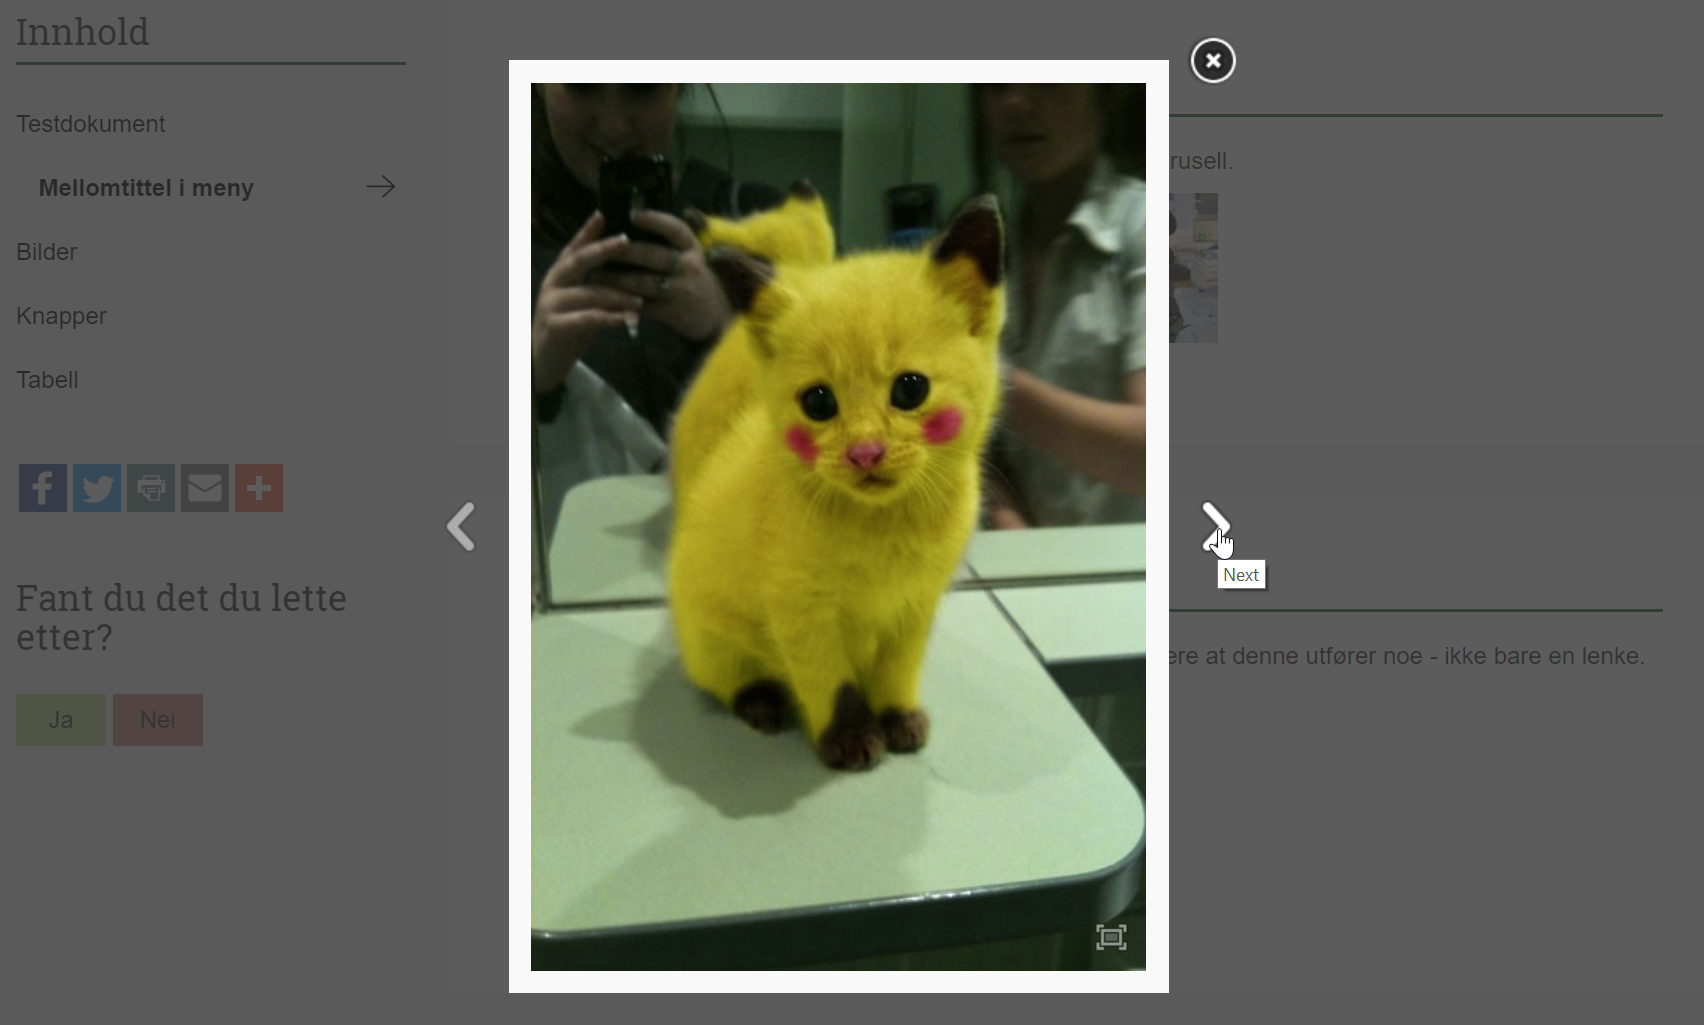 Innhold
Testdokument
Mellomtittel i meny
Bilder
Knapper
Tabell
Fant du det du lette
etter?
Ja
Nei
rusell.
Next
ere at denne utfører noe - ikke bare en lenke.